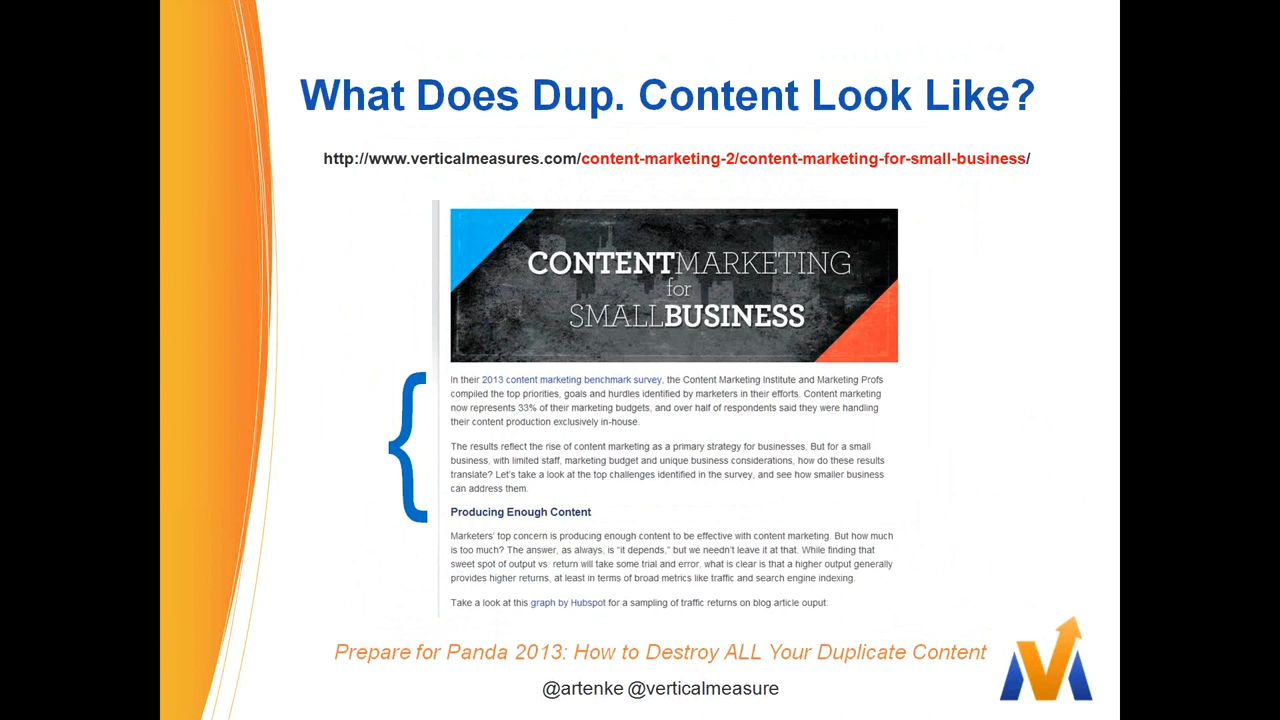 What Does Dup. Content Look Like?
http://www.verticalmeasures.com/content-marketing-2/content-marketing-for-small-business/
CONTENTMARKETING
for
SMALLBUSINESS
In their 2013 content marketing benchmark survey, the Content Marketing Institute and Marketing Profs
compiled the top priorities, goals and hurdles identified by marketers in their efforts. Content marketing
now represents 33% of their marketing budgets, and over half of respondents said they were handling
their content production exclusively in-house.
The results reflect the rise of content marketing as a primary strategy for businesses. But for a small
business, with limited staff, marketing budget and unique business considerations, how do these results
translate? Let's take a look at the top challenges identified in the survey, and see how smaller business
can address them.
Producing Enough Content
Marketers' top concern is producing enough content to be effective with content marketing. But how much
is too much? The answer, as always, is "it depends," but we needn't leave it at that. While finding that
sweet spot of output vs. return will take some trial and error, what is clear is that a higher output generally
provides higher returns, at least in terms of broad metrics like traffic and search engine indexing.
Take a look at this graph by Hubspot for a sampling of traffic returns on blog article ouput:
Prepare for Panda 2013: How to Destroy ALL Your Duplicate Content
@artenke @verticalmeasure